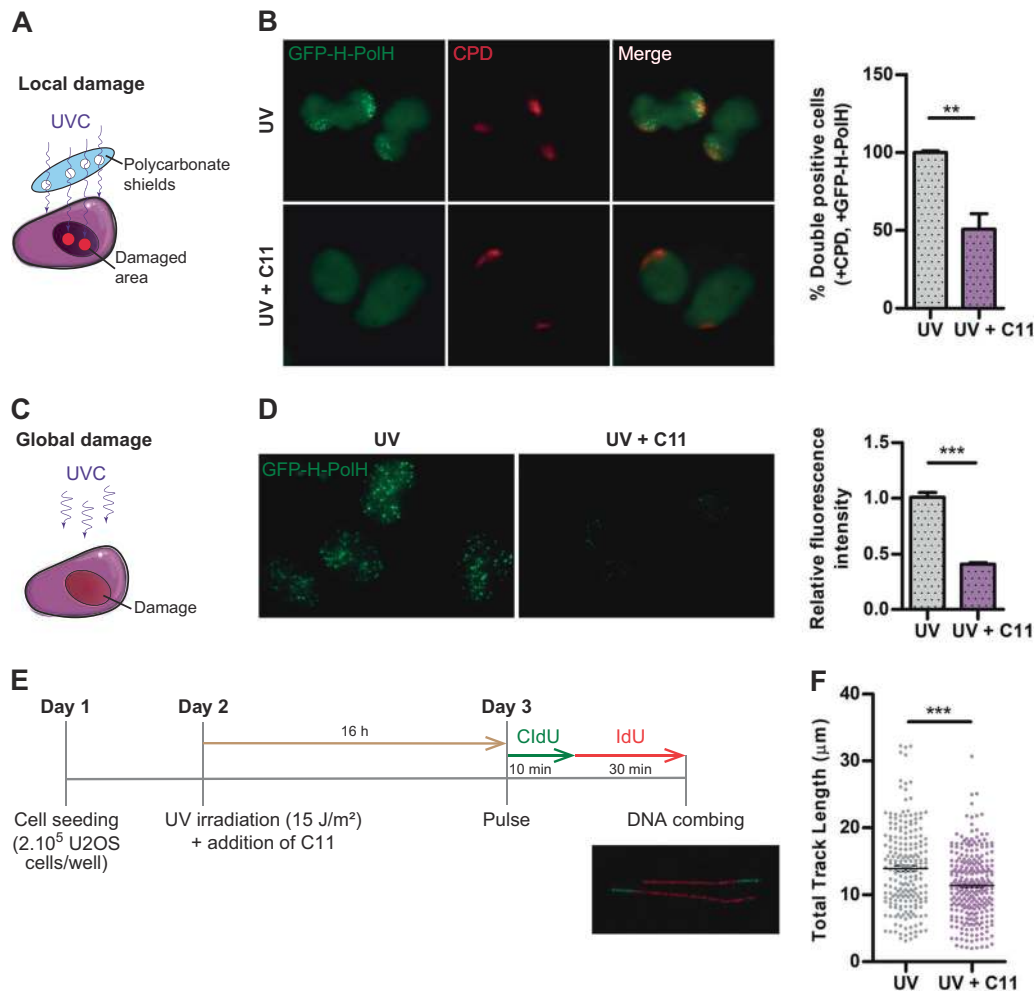 A
Local damage
UVC
Polycarbonate
shields
Damaged
area
B
GFP-H-PolH
CPD
Merge
UV
UV + C11
% Double positive cells
(+CPD, +GFP-H-PolH)
150
100
50
0
**
UV
UV + C11
C
Global damage
UVC
Damage
D
UV
UV + C11
GFP-H-PolH
Relative fluorescence
intensity
1.5
1.0
0.5
0.0
***
UV
UV + C11
E
Day 1
Day 2
Day 3
16 h
CldU
IdU
10 min
30 min
Cell seeding
(2.10⁵ U2OS
cells/well)
UV irradiation (15 J/m²)
+ addition of C11
Pulse
DNA combing
F
Total Track Length (µm)
40
30
20
10
0
***
UV
UV + C11